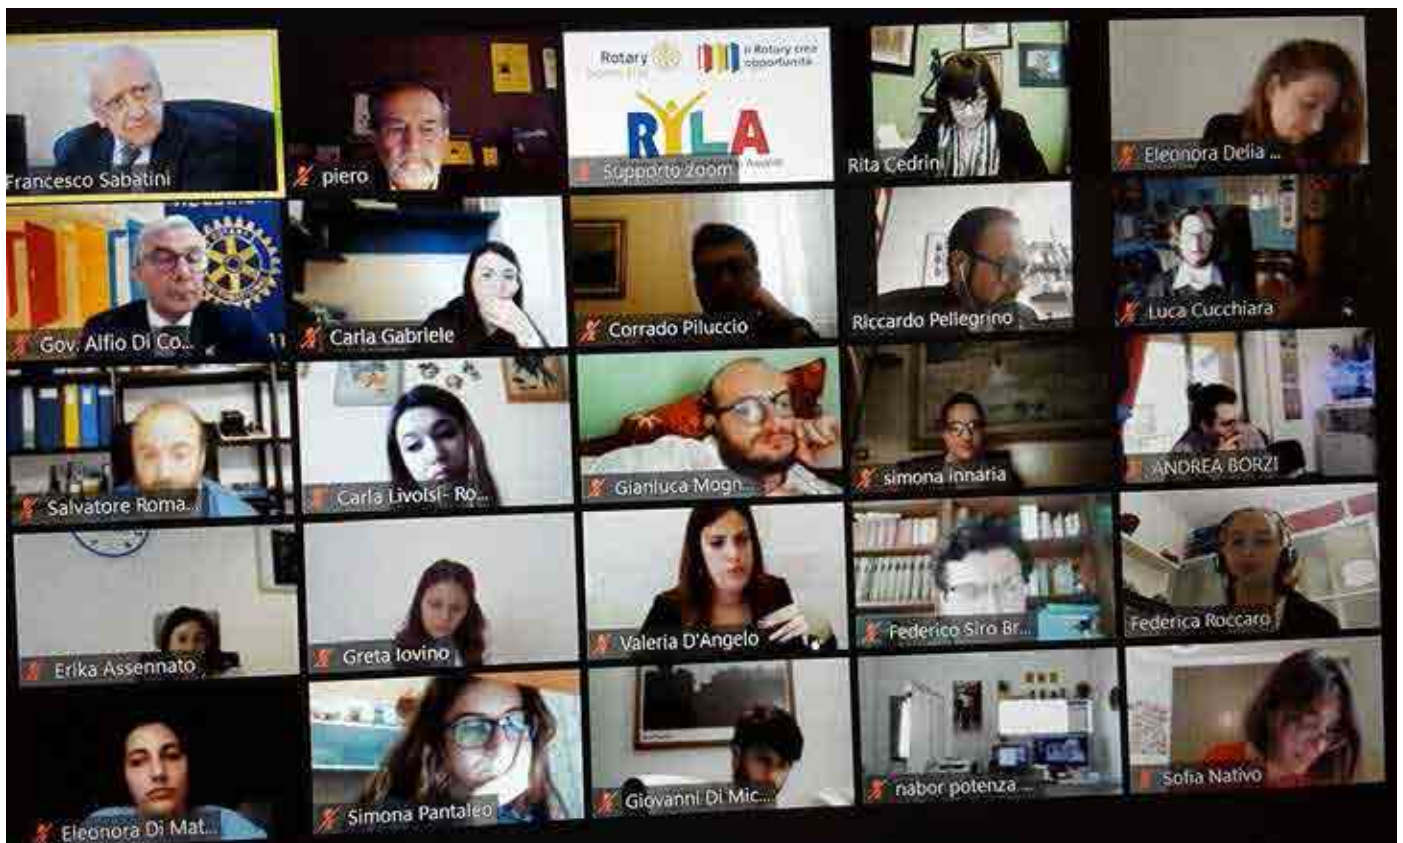 Francesco Sabatini
piero
Rotary
Il Rotary crea
opportunità
RYLA
Supporto zoom
Rita Cedrini
Eleonora Delia ...
Gov. Alfio Di Co...
Carla Gabriele
Corrado Piluccio
Riccardo Pellegrino
Luca Cucchiara
Salvatore Roma...
Carla Livolsi- Ro...
Gianluca Mogn...
simona innaria
ANDREA BORZI
Erika Assennato
Greta Iovino
Valeria D'Angelo
Federico Siro Br...
Federica Roccaro
Eleonora Di Mat...
Simona Pantaleo
Giovanni Di Mic...
nabor potenza ...
Sofia Nativo